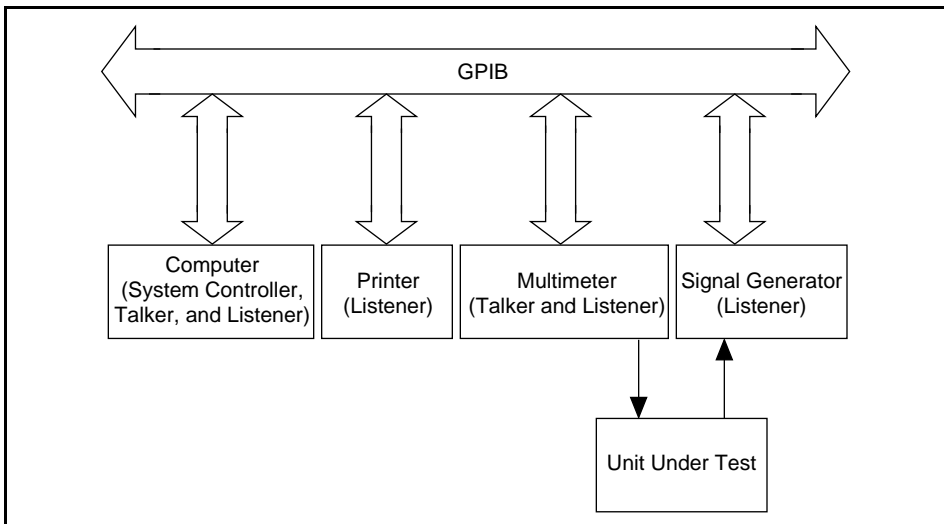 GPIB
Computer
(System Controller,
Talker, and Listener)
Printer
(Listener)
Multimeter
(Talker and Listener)
Signal Generator
(Listener)
Unit Under Test